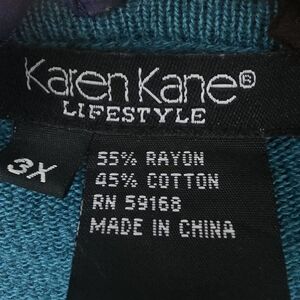 Karen Kane®
LIFESTYLE
3X
55% RAYON
45% COTTON
RN 59168
MADE IN CHINA